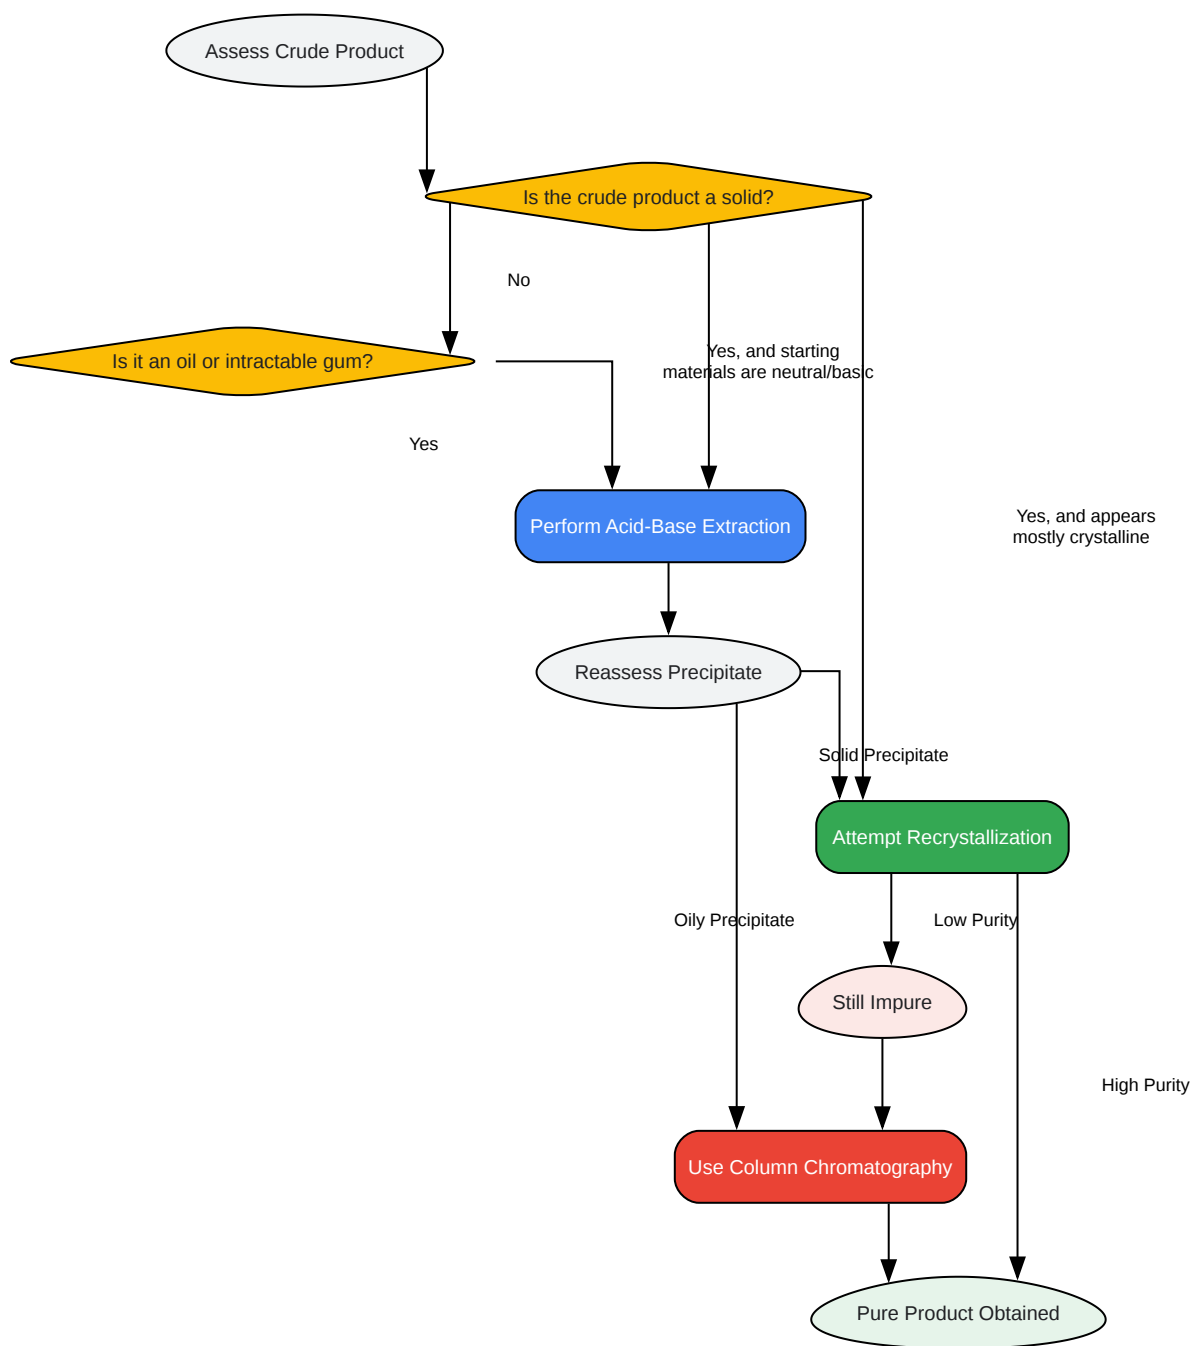 Assess Crude Product
Is the crude product a solid?
No
Yes, and starting
materials are neutral/basic
Is it an oil or intractable gum?
Yes
Perform Acid-Base Extraction
Yes, and appears
mostly crystalline
Reassess Precipitate
Solid Precipitate
Attempt Recrystallization
Oily Precipitate
Low Purity
Still Impure
High Purity
Use Column Chromatography
Pure Product Obtained